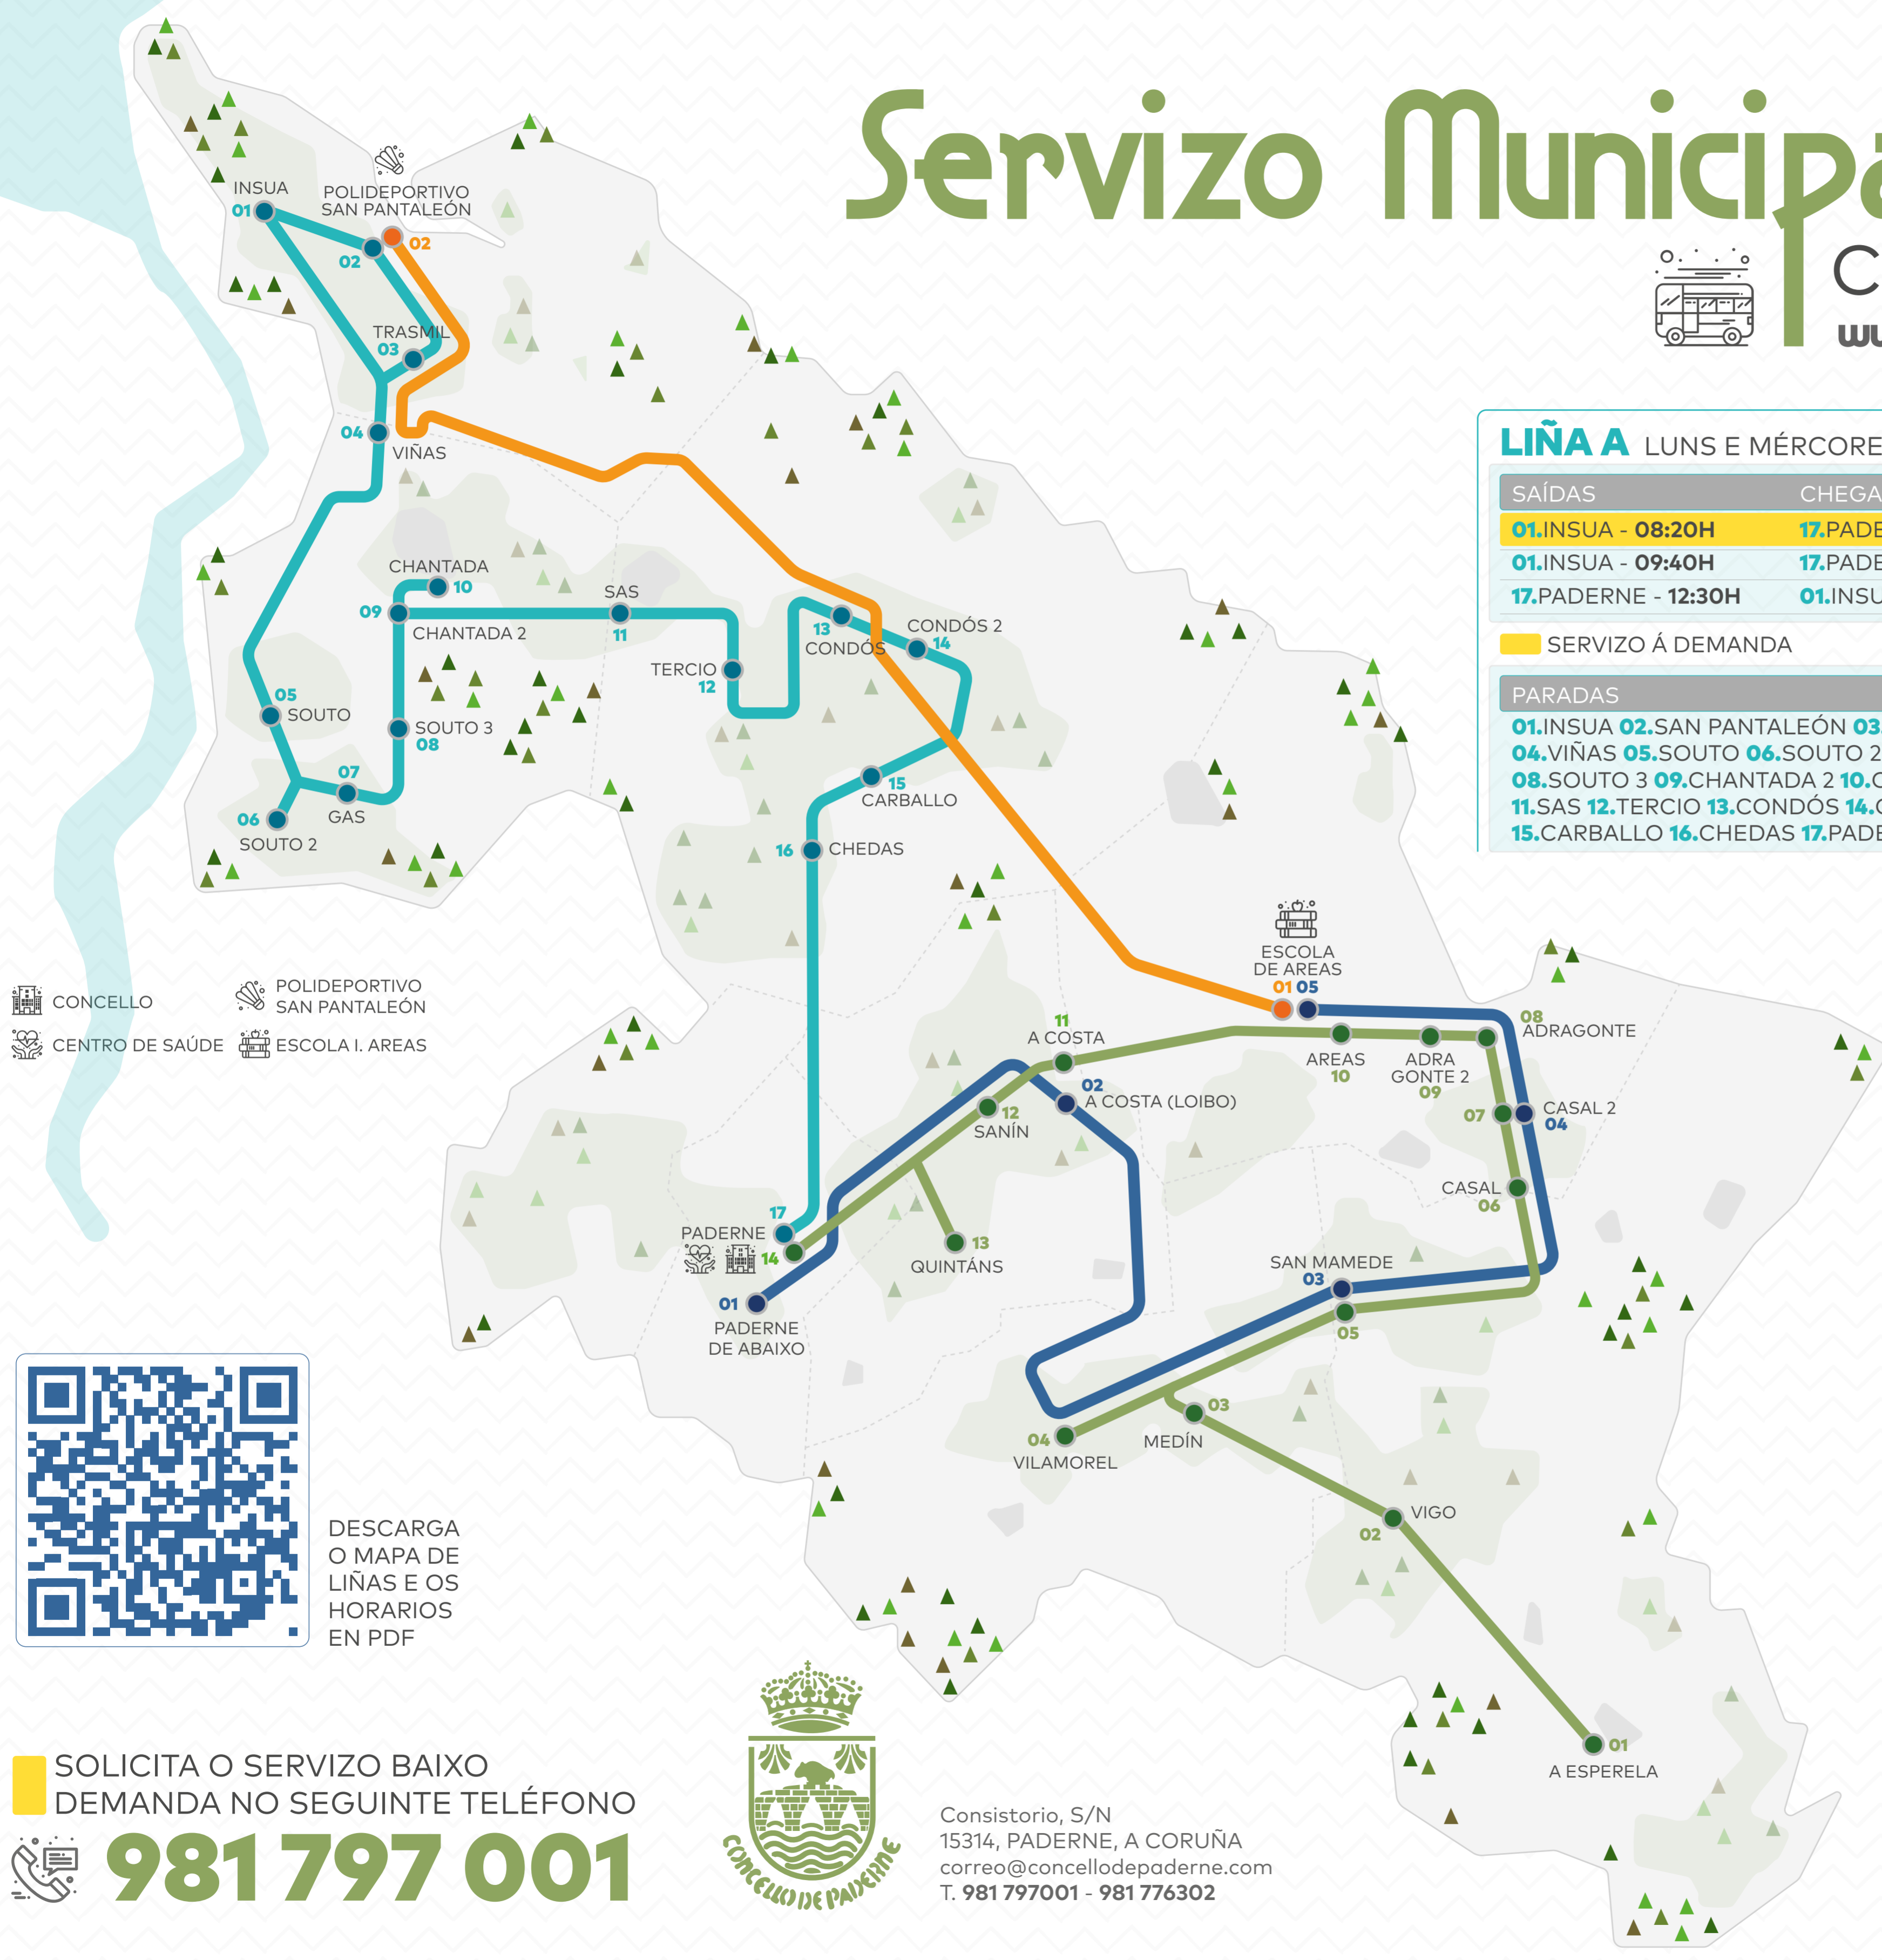 Servizo Municipa
INSUA
01
POLIDEPORTIVO
SAN PANTALEÓN
02
02
TRASMIL
03
04
VIÑAS
LIÑA A LUNS E MÉRCORE
SAÍDAS CHEGA
01.INSUA - 08:20H 17.PADE
01.INSUA - 09:40H 17.PADE
17.PADERNE - 12:30H 01.INSU
SERVIZO Á DEMANDA
PARADAS
01.INSUA 02.SAN PANTALEÓN 03.
04.VIÑAS 05.SOUTO 06.SOUTO 2
08.SOUTO 3 09.CHANTADA 2 10.C
11.SAS 12.TERCIO 13.CONDÓS 14.C
15.CARBALLO 16.CHEDAS 17.PADE
CHANTADA
10
09
CHANTADA 2
SAS
11
TERCIO
12
13
CONDÓS
CONDÓS 2
14
05
SOUTO
SOUTO 3
08
07
GAS
06
SOUTO 2
15
CARBALLO
16 CHEDAS
ESCOLA
DE AREAS
01 05
CONCELLO
POLIDEPORTIVO
SAN PANTALEÓN
CENTRO DE SAÚDE
ESCOLA I. AREAS
11
A COSTA
08
ADRAGONTE
AREAS
10
ADRA
GONTE 2
09
02
A COSTA (LOIBO)
12
SANÍN
07
CASAL 2
04
CASAL
06
17
PADERNE
14
13
QUINTÁNS
01
PADERNE
DE ABAIXO
SAN MAMEDE
03
05
03
MEDÍN
04
VILAMOREL
VIGO
02
01
A ESPERELA
DESCARGA
O MAPA DE
LIÑAS E OS
HORARIOS
EN PDF
SOLICITA O SERVIZO BAIXO
DEMANDA NO SEGUINTE TELÉFONO
981 797 001
CONCELLO DE PADERNE
Consistorio, S/N
15314, PADERNE, A CORUÑA
correo@concellodepaderne.com
T. 981 797001 - 981 776302